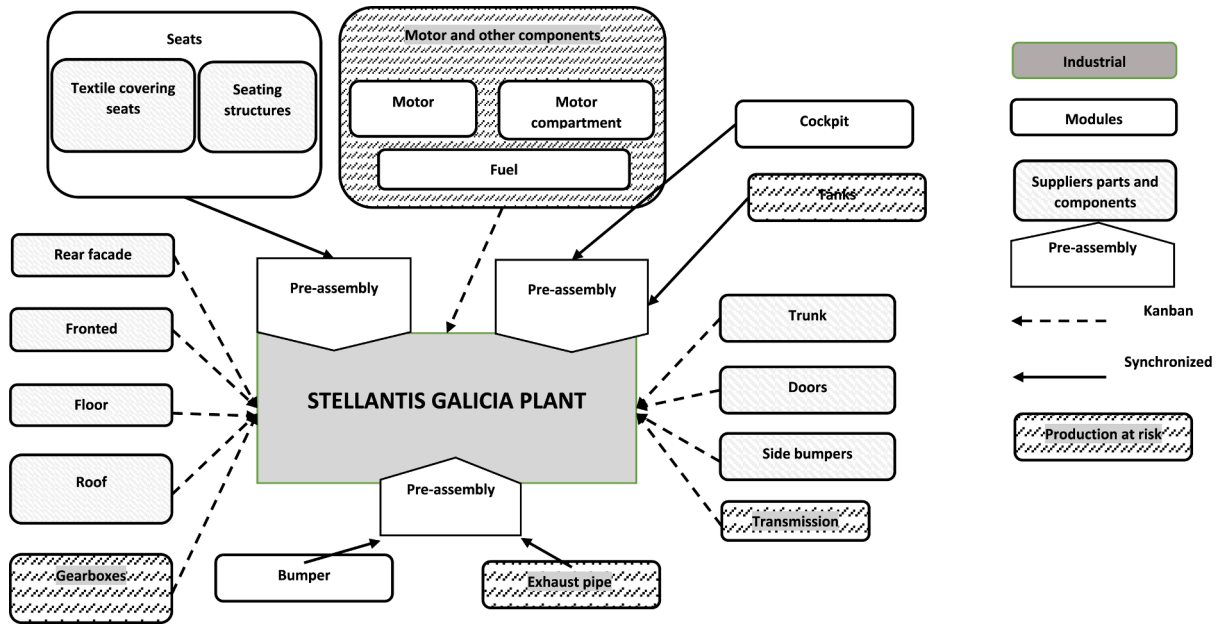 Seats
Textile covering
seats
Seating
structures
Motor and other components
Motor
Motor
compartment
Fuel
Cockpit
Tanks
Industrial
Modules
Suppliers parts and
components
Pre-assembly
Kanban
Synchronized
Production at risk
Rear facade
Fronted
Floor
Roof
Gearboxes
Pre-assembly
Pre-assembly
STELLANTIS GALICIA PLANT
Pre-assembly
Trunk
Doors
Side bumpers
Transmission
Bumper
Exhaust pipe